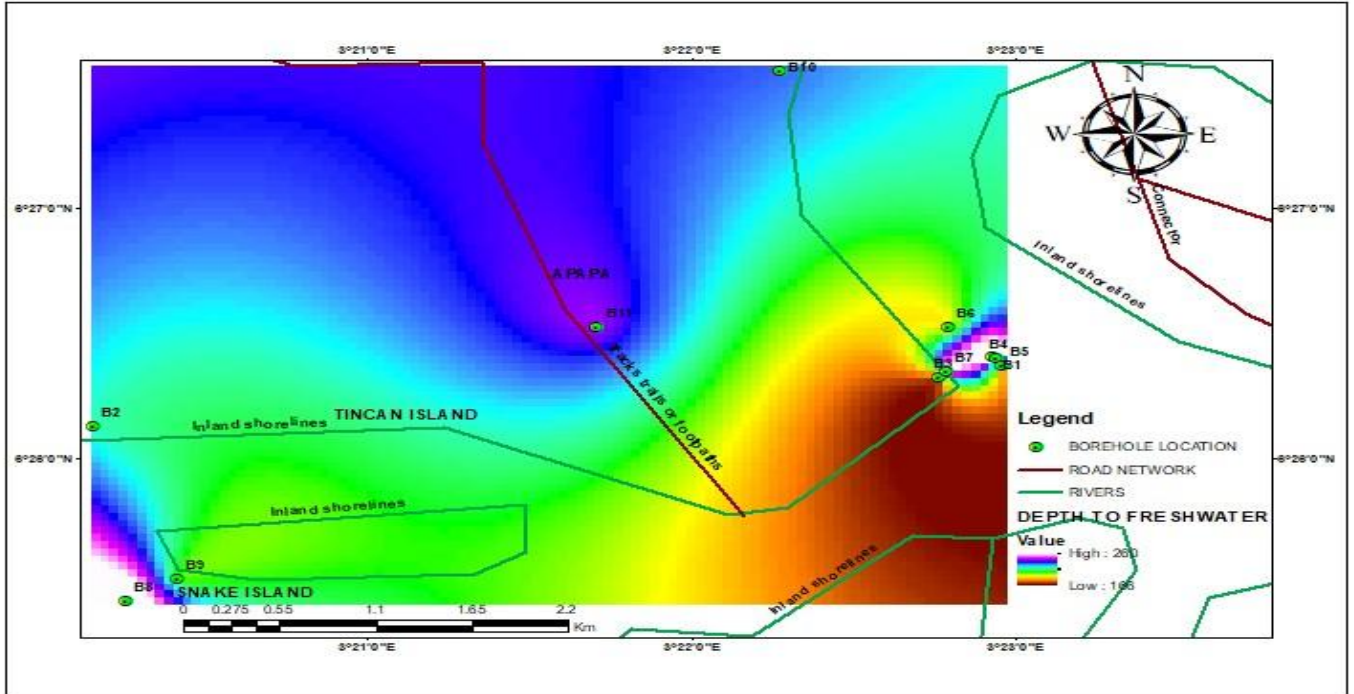 3°21'0"E
3°22'0"E
3°23'0"E
B10
N
W E
S
6°27'0"N
6°27'0"N
Connector
Inland shorelines
APAPA
B11
B6
B4
B5
B7
B3
B1
Tracks trails or footpaths
B2
TINCAN ISLAND
Inland shorelines
6°26'0"N
6°26'0"N
Inland shorelines
Inland shorelines
B9
B8
SNAKE ISLAND
0 0.275 0.55 1.1 1.65 2.2
Km
Legend
BOREHOLE LOCATION
ROAD NETWORK
RIVERS
DEPTH TO FRESHWATER
Value
High : 260
Low :
3°21'0"E
3°22'0"E
3°23'0"E